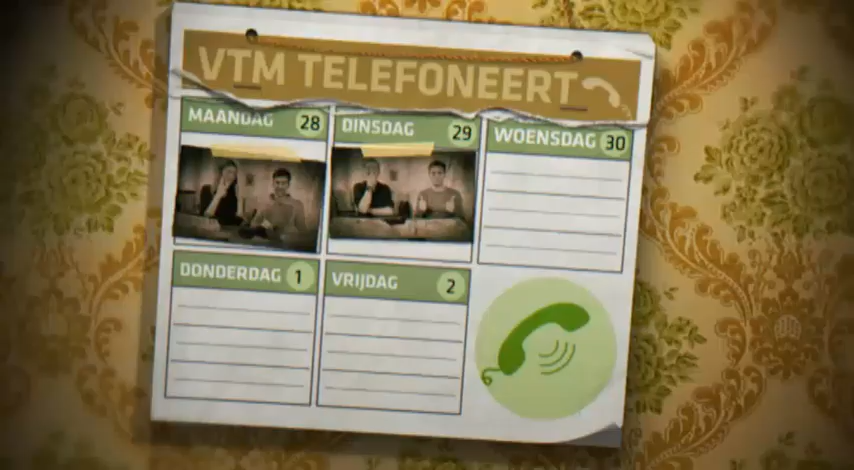 VTM TELEFONEERT
MAANDAG 28
DINSDAG 29
WOENSDAG 30
DONDERDAG 1
VRIJDAG 2